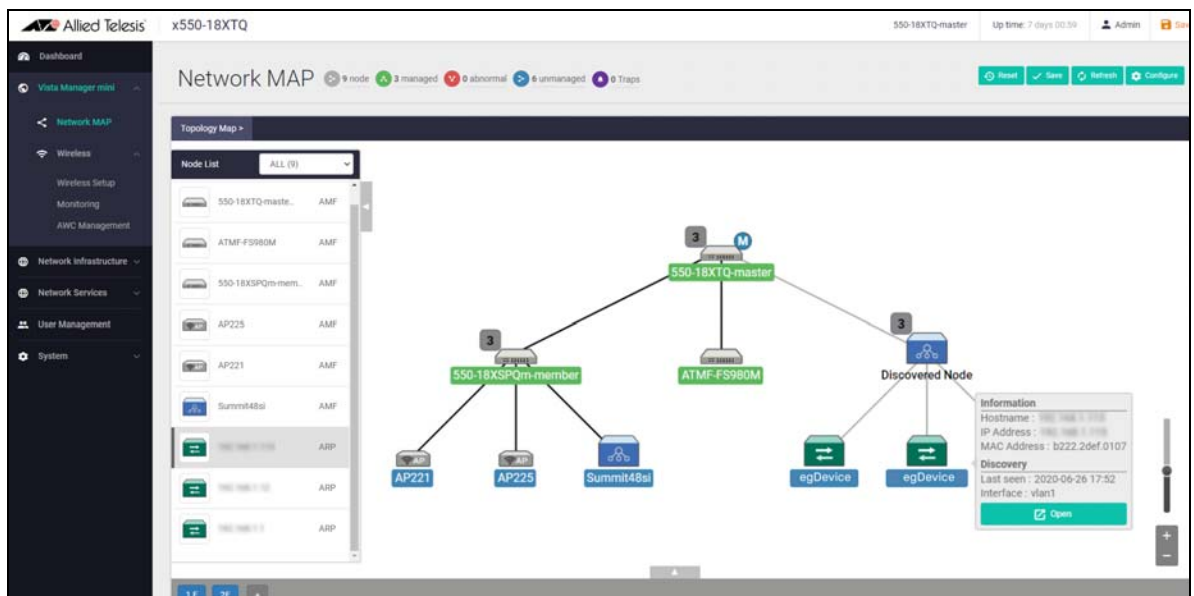 Allied Telesis
x550-18XTQ
550-18XTQ-master
Up time: 7 days 00:59
Admin
Dashboard
Vista Manager mini
Network MAP
Wireless
Wireless Setup
Monitoring
AWC Management
Network Infrastructure
Network Services
User Management
System
Network MAP 9 node 3 managed 0 abnormal 6 unmanaged 0 Traps
Reset Save Refresh Configure
Topology Map >
Node List ALL (9)
550-18XTQ-maste.. AMF
ATMF-FS980M AMF
550-18XSPQm-mem.. AMF
AP225 AMF
AP221 AMF
Summit48si AMF
ARP
ARP
ARP
3 M
550-18XTQ-master
3
550-18XSPQm-member
ATMF-FS980M
3
Discovered Node
AP
AP221
AP
AP225
Summit48si
egDevice
egDevice
Information
Hostname :
IP Address :
MAC Address : b222.2def.0107
Discovery
Last seen : 2020-06-26 17:52
Interface : vlan1
Open
+
−